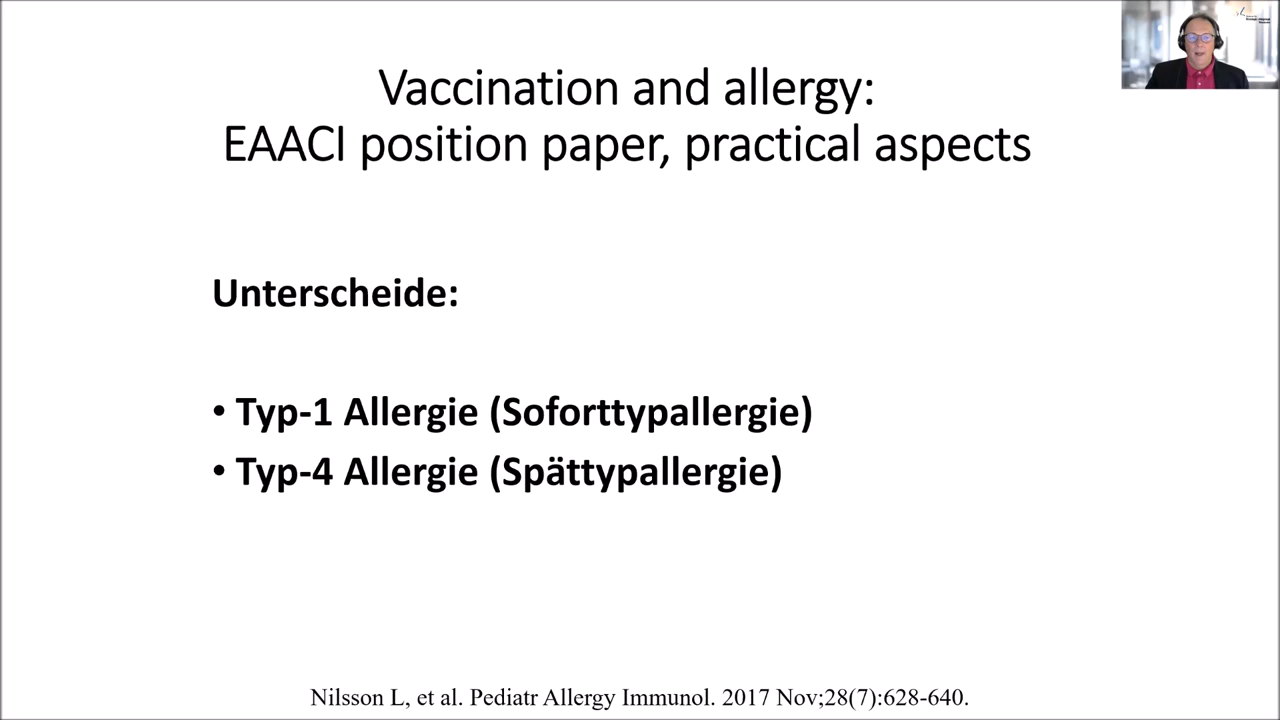 Vaccination and allergy:
EAACI position paper, practical aspects
Unterscheide:
• Typ-1 Allergie (Soforttypallergie)
• Typ-4 Allergie (Spättypallergie)
Nilsson L, et al. Pediatr Allergy Immunol. 2017 Nov;28(7):628-640.